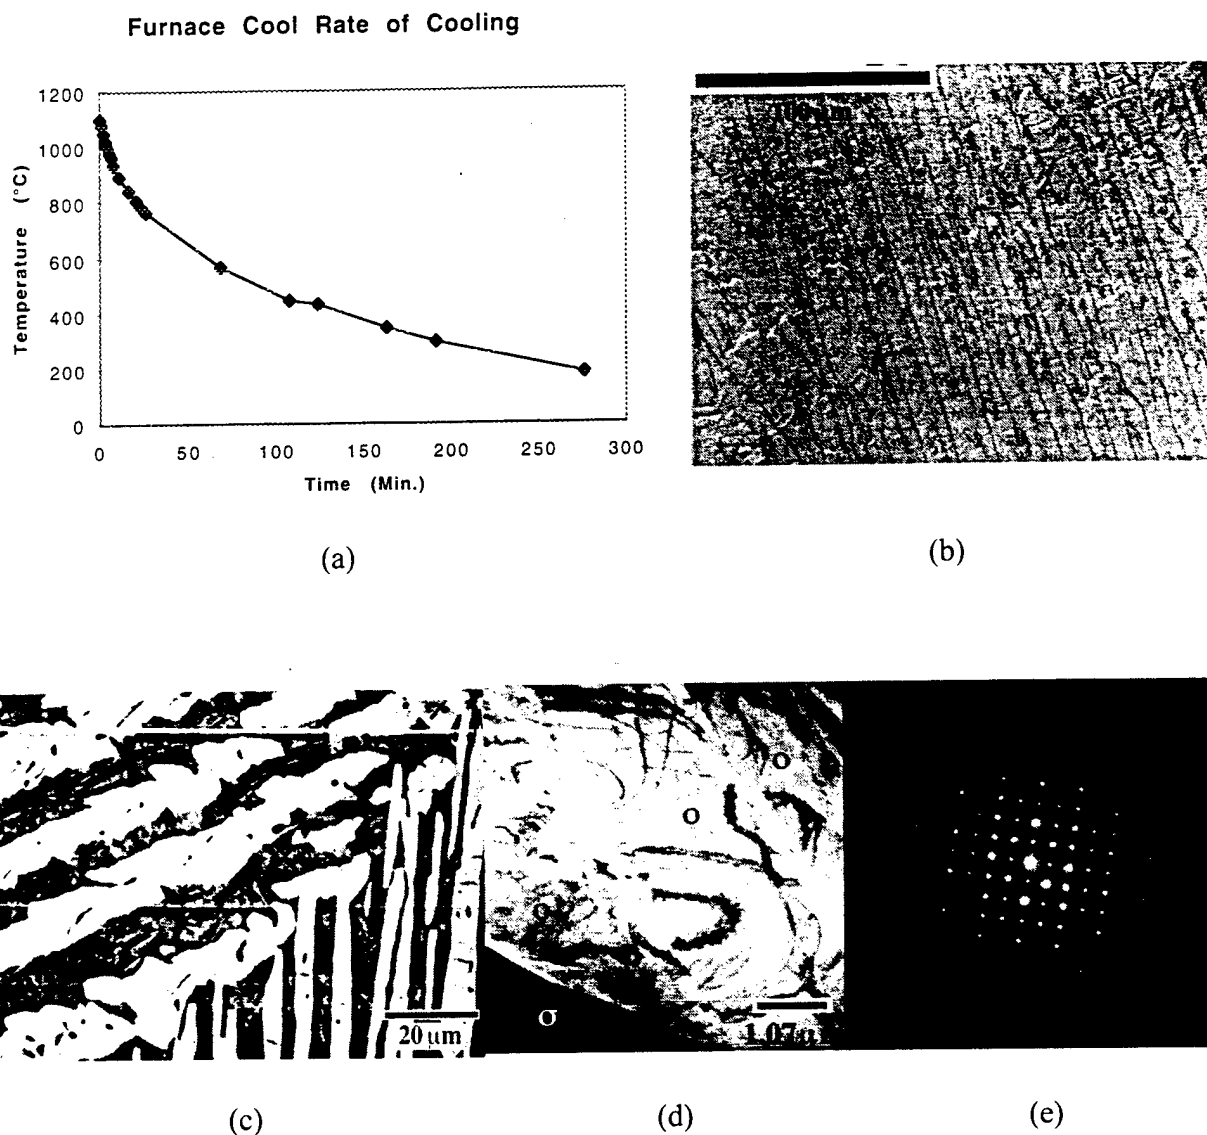 Furnace Cool Rate of Cooling
1200
1000
800
600
400
200
0
Temperature (°C)
0 50 100 150 200 250 300
Time (Min.)
(a)
(b)
20 µm
O
O
σ
(c)
(d)
(e)